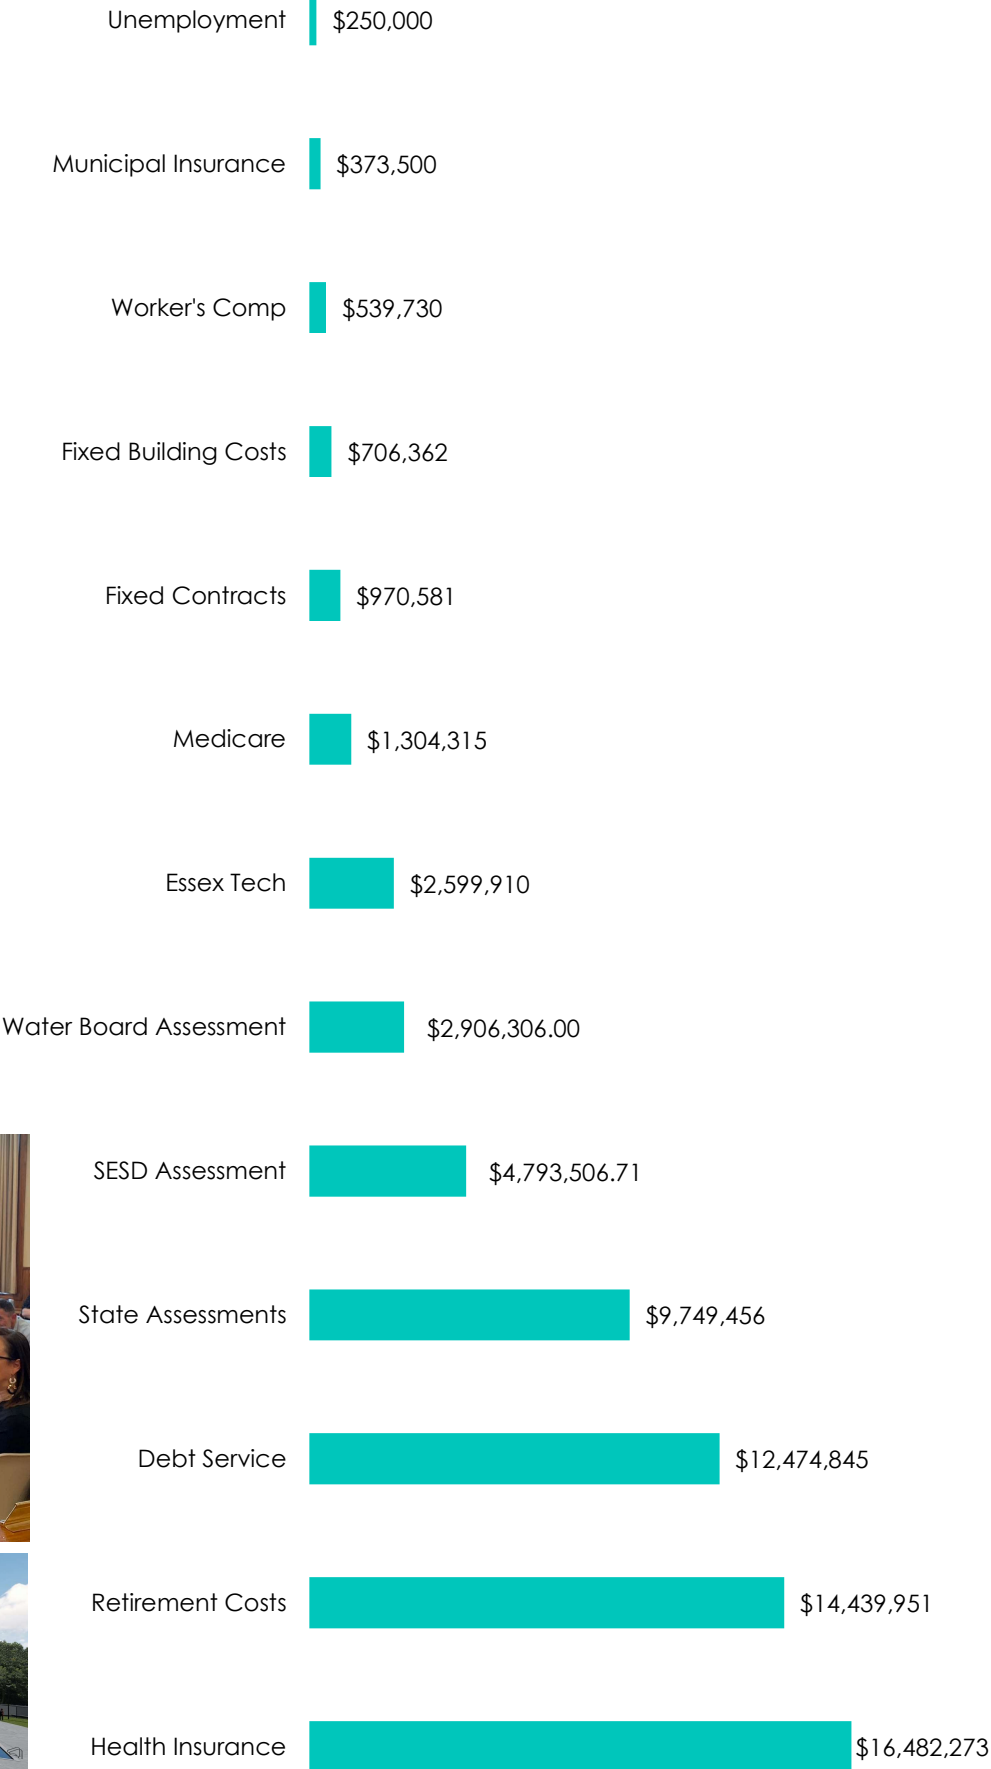 Unemployment $250,000
Municipal Insurance $373,500
Worker's Comp $539,730
Fixed Building Costs $706,362
Fixed Contracts $970,581
Medicare $1,304,315
Essex Tech $2,599,910
Water Board Assessment $2,906,306.00
SESD Assessment $4,793,506.71
State Assessments $9,749,456
Debt Service $12,474,845
Retirement Costs $14,439,951
Health Insurance $16,482,273